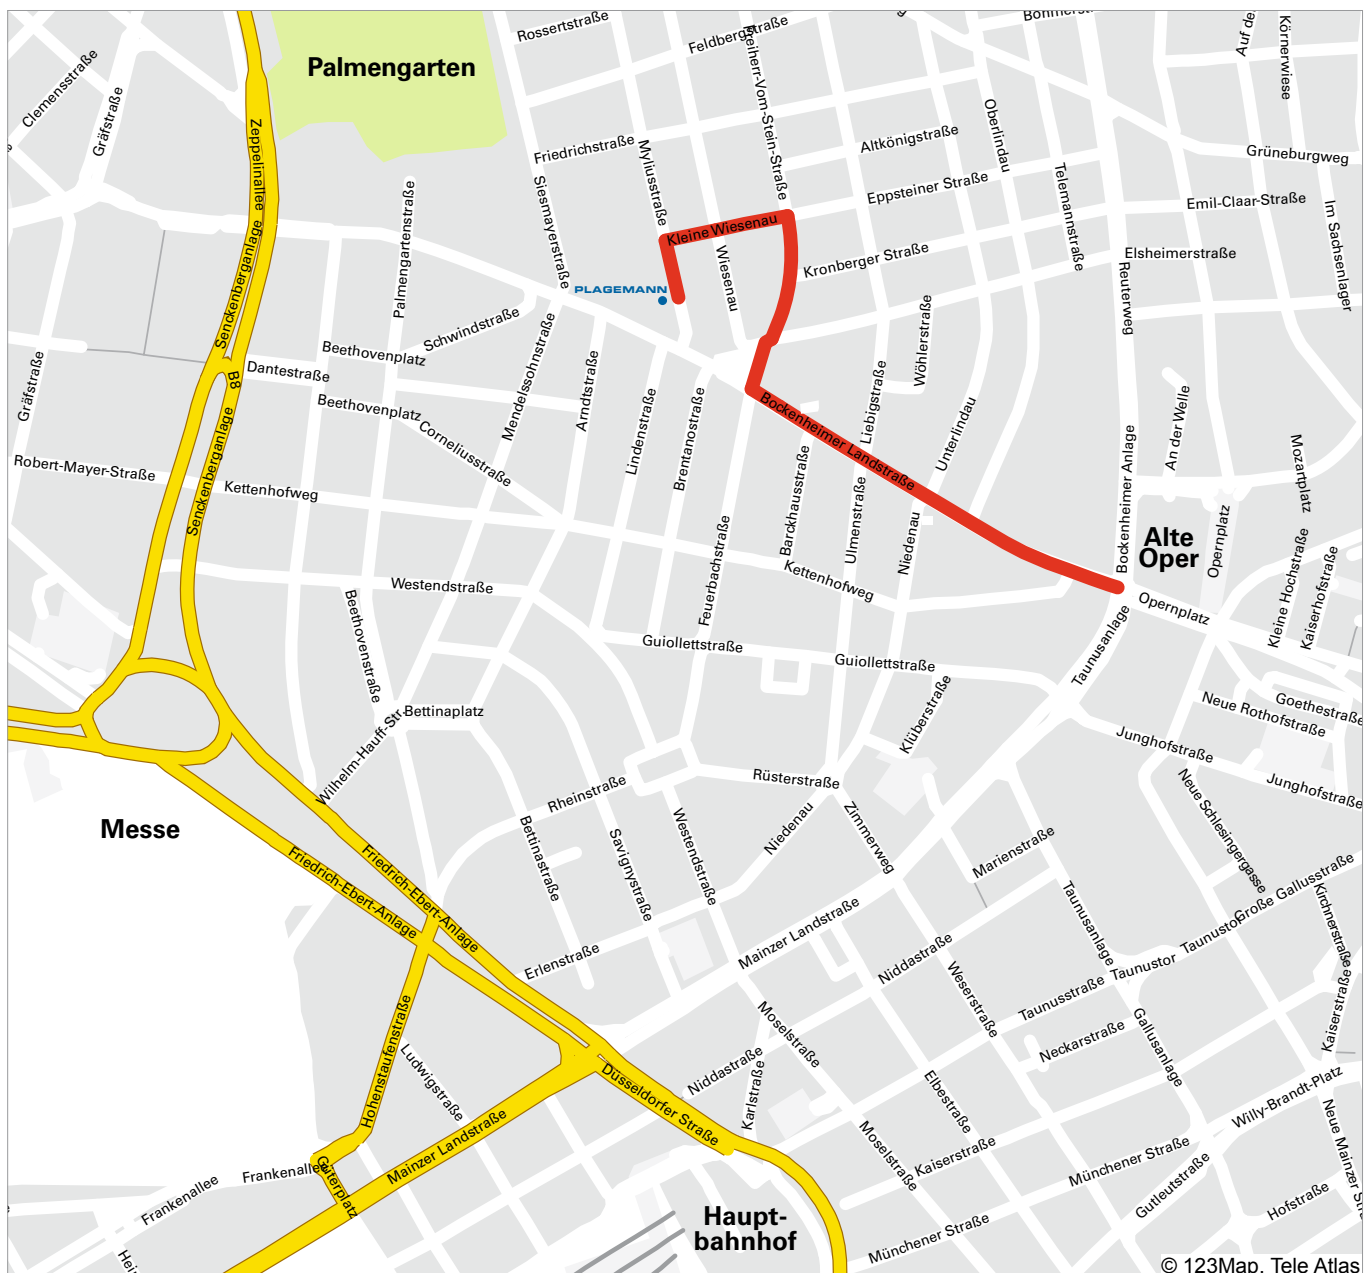 Rossertstraße
Feldbergstraße
Freiherr-Vom-Stein-Straße
Auf de
Körnerwiese
Palmengarten
Clemensstraße
Gräfstraße
Zeppelinallee
Friedrichstraße
Myliusstraße
Altkönigstraße
Oberlindau
Grüneburgweg
Siesmayerstraße
Palmengartenstraße
Eppsteiner Straße
Telemannstraße
Emil-Claar-Straße
Im Sachsenlager
Kleine Wiesenau
Wiesenau
Kronberger Straße
Elsheimerstraße
Reuterweg
Senckenberganlage
PLAGEMANN
Schwindstraße
Beethovenplatz
Mendelssohnstraße
Arndtstraße
Wöhlerstraße
Gräfstraße
B8
Dantestraße
Beethovenplatz
Corneliusstraße
Lindenstraße
Brentanostraße
Liebigstraße
Unterlindau
An der Welle
Bockenheimer Landstraße
Bockenheimer Anlage
Mozartplatz
Robert-Mayer-Straße
Kettenhofweg
Senckenberganlage
Barckhausstraße
Ulmenstraße
Niedenau
Feuerbachstraße
Alte
Oper
Opernplatz
Kleine Hochstraße
Kaiserhofstraße
Westendstraße
Kettenhofweg
Opernplatz
Beethovenstraße
Guiollettstraße
Guiollettstraße
Taunusanlage
Klüberstraße
Neue Rothofstraße
Goethestraße
Bettinaplatz
Wilhelm-Hauff-Str.
Junghofstraße
Junghofstraße
Rheinstraße
Rüsterstraße
Neue Schlesingergasse
Messe
Bettinastraße
Savignystraße
Westendstraße
Niedenau
Zimmerweg
Marienstraße
Friedrich-Ebert-Anlage
Friedrich-Ebert-Anlage
Große Gallusstraße
Kirchnerstraße
Taunusanlage
Taunustor
Taunustor
Mainzer Landstraße
Erlenstraße
Niddastraße
Weserstraße
Taunusstraße
Kaiserstraße
Hohenstaufenstraße
Moselstraße
Neckarstraße
Gallusanlage
Ludwigstraße
Niddastraße
Karlstraße
Düsseldorfer Straße
Elbestraße
Willy-Brandt-Platz
Mainzer Landstraße
Moselstraße
Kaiserstraße
Münchener Straße
Neue Mainzer Str
Frankenallee
Frankenallee
Güterplatz
Gutleutstraße
Hofstraße
Haupt-
bahnhof
Münchener Straße
© 123Map, Tele Atlas